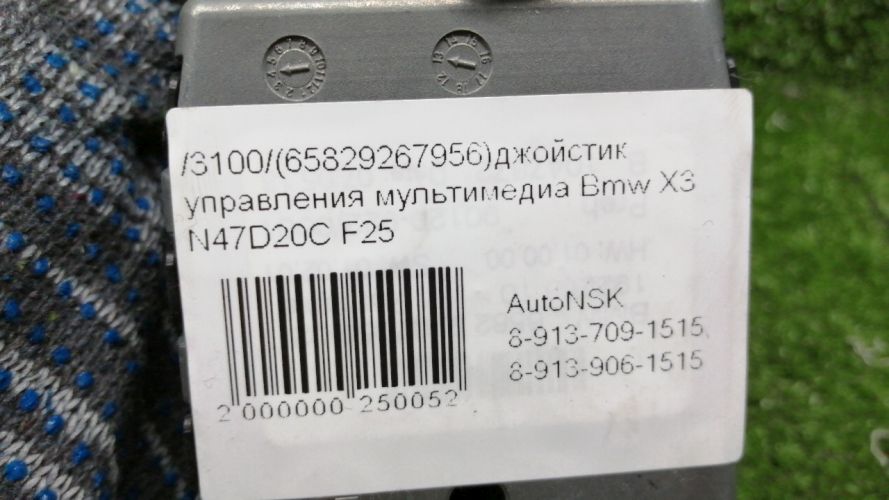 /3100/(65829267956)джойстик
управления мультимедиа Bmw X3
N47D20C F25
AutoNSK
8-913-709-1515,
8-913-906-1515
2 000000 250052